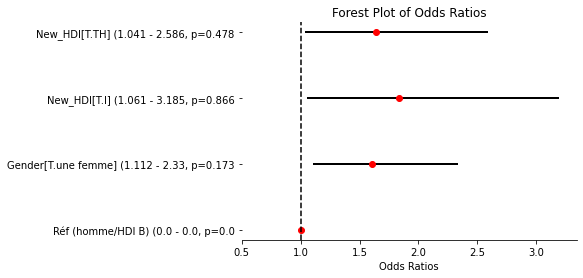 Forest Plot of Odds Ratios
New_HDI[T.TH] (1.041 - 2.586, p=0.478
New_HDI[T.I] (1.061 - 3.185, p=0.866
Gender[T.une femme] (1.112 - 2.33, p=0.173
Réf (homme/HDI B) (0.0 - 0.0, p=0.0
0.5 1.0 1.5 2.0 2.5 3.0
Odds Ratios